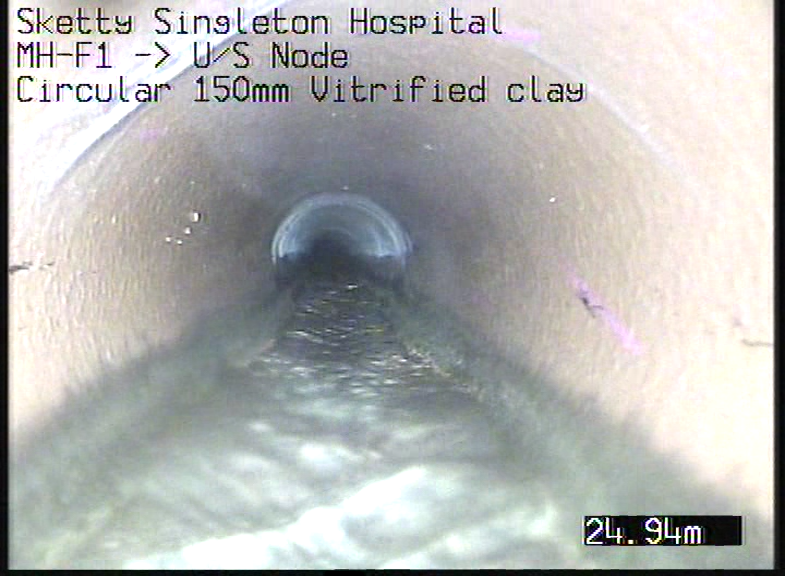 Sketty Singleton Hospital
MH-F1 -> U/S Node
Circular 150mm Vitrified clay
24.94m